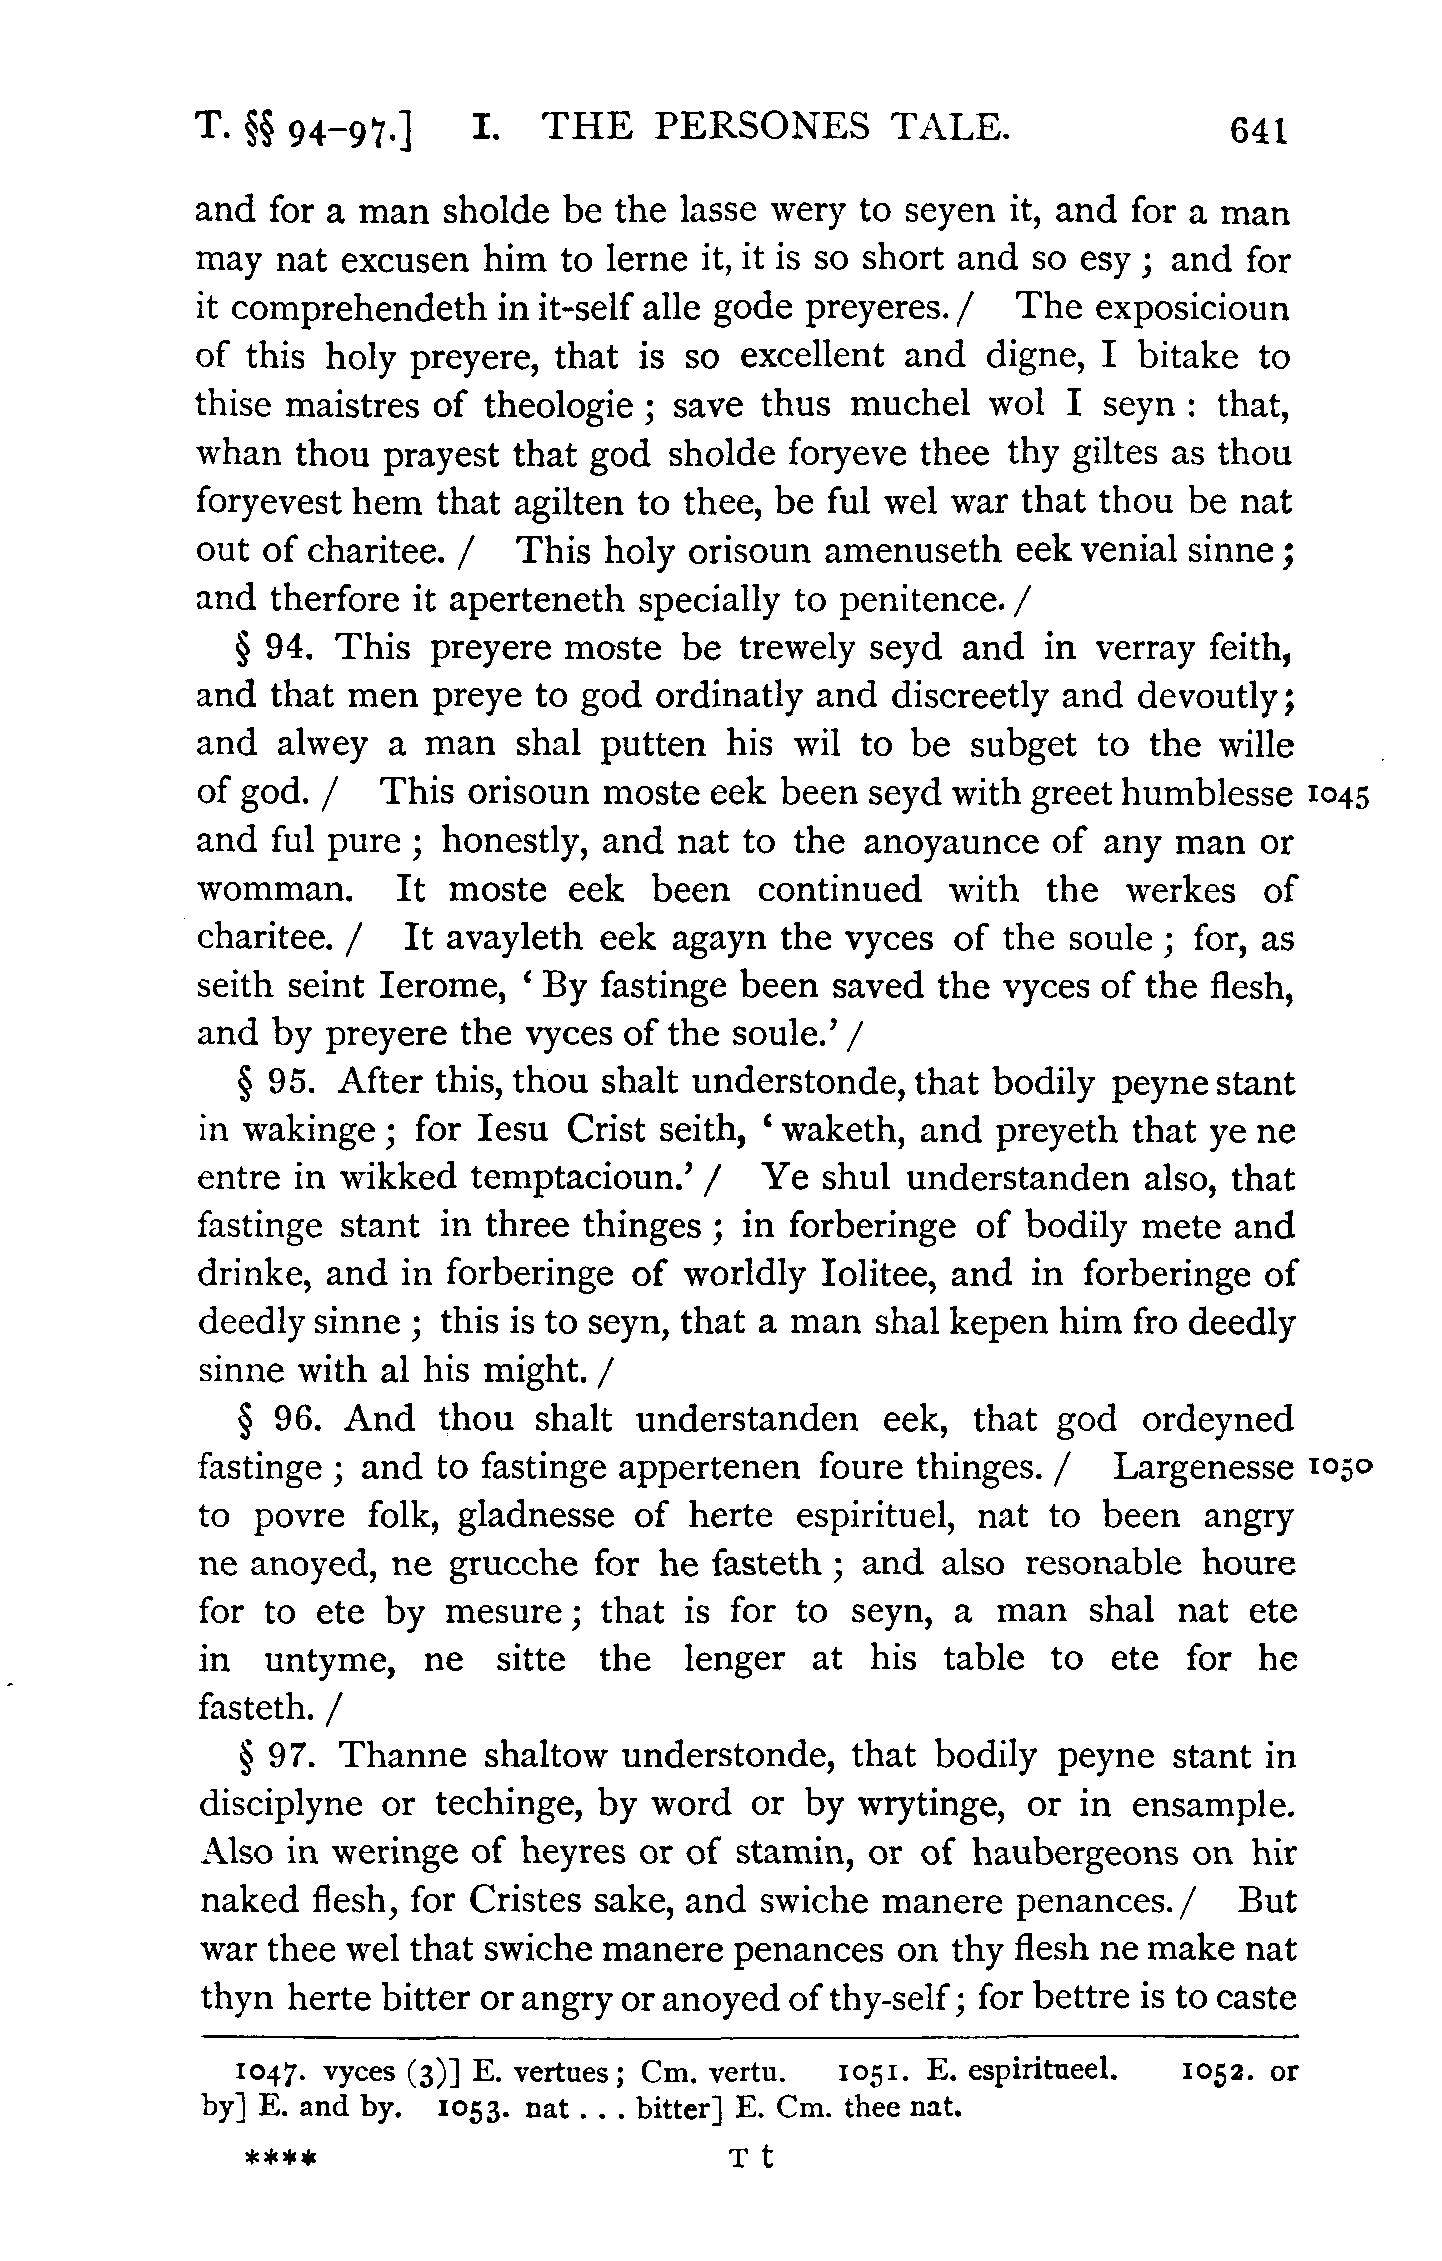 T. §§ 94-97.] I. THE PERSONES TALE. 641
and for a man sholde be the lasse wery to seyen it, and for a man
may nat excusen him to lerne it, it is so short and so esy ; and for
it comprehendeth in it-self alle gode preyeres. / The exposicioun
of this holy preyere, that is so excellent and digne, I bitake to
thise maistres of theologie ; save thus muchel wol I seyn : that,
whan thou prayest that god sholde foryeve thee thy giltes as thou
foryevest hem that agilten to thee, be ful wel war that thou be nat
out of charitee. / This holy orisoun amenuseth eek venial sinne ;
and therfore it aperteneth specially to penitence. /
§ 94. This preyere moste be trewely seyd and in verray feith,
and that men preye to god ordinatly and discreetly and devoutly ;
and alwey a man shal putten his wil to be subget to the wille
of god. / This orisoun moste eek been seyd with greet humblesse 1045
and ful pure ; honestly, and nat to the anoyaunce of any man or
womman. It moste eek been continued with the werkes of
charitee. / It avayleth eek agayn the vyces of the soule ; for, as
seith seint Ierome, ‘ By fastinge been saved the vyces of the flesh,
and by preyere the vyces of the soule.’ /
§ 95. After this, thou shalt understonde, that bodily peyne stant
in wakinge ; for Iesu Crist seith, ‘ waketh, and preyeth that ye ne
entre in wikked temptacioun.’ / Ye shul understanden also, that
fastinge stant in three thinges ; in forberinge of bodily mete and
drinke, and in forberinge of worldly Iolitee, and in forberinge of
deedly sinne ; this is to seyn, that a man shal kepen him fro deedly
sinne with al his might. /
§ 96. And thou shalt understanden eek, that god ordeyned
fastinge ; and to fastinge appertenen foure thinges. / Largenesse 1050
to povre folk, gladnesse of herte espirituel, nat to been angry
ne anoyed, ne grucche for he fasteth ; and also resonable houre
for to ete by mesure ; that is for to seyn, a man shal nat ete
in untyme, ne sitte the lenger at his table to ete for he
fasteth. /
§ 97. Thanne shaltow understonde, that bodily peyne stant in
disciplyne or techinge, by word or by wrytinge, or in ensample.
Also in weringe of heyres or of stamin, or of haubergeons on hir
naked flesh, for Cristes sake, and swiche manere penances. / But
war thee wel that swiche manere penances on thy flesh ne make nat
thyn herte bitter or angry or anoyed of thy-self ; for bettre is to caste
1047. vyces (3)] E. vertues ; Cm. vertu. 1051. E. espiritueel. 1052. or
by] E. and by. 1053. nat . . . bitter] E. Cm. thee nat.
**** T t